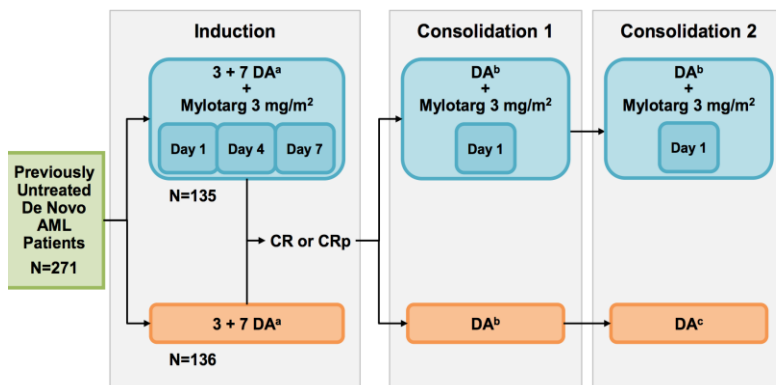 Induction
Consolidation 1
Consolidation 2
3 + 7 DAᵃ
+
Mylotarg 3 mg/m²
Day 1
Day 4
Day 7
N=135
DAᵇ
+
Mylotarg 3 mg/m²
Day 1
DAᵇ
+
Mylotarg 3 mg/m²
Day 1
Previously
Untreated
De Novo
AML
Patients
N=271
CR or CRp
3 + 7 DAᵃ
N=136
DAᵇ
DAᶜ